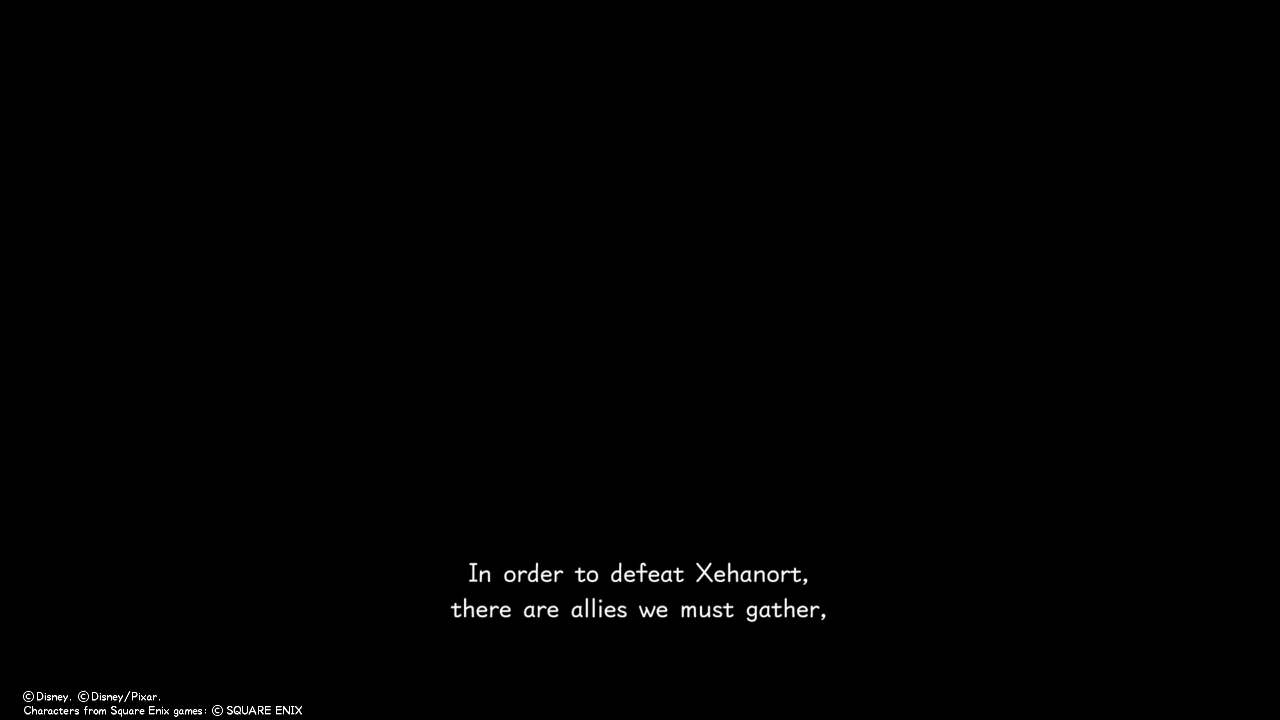 In order to defeat Xehanort,
there are allies we must gather,
©Disney. ©Disney/Pixar.
Characters from Square Enix games: © SQUARE ENIX